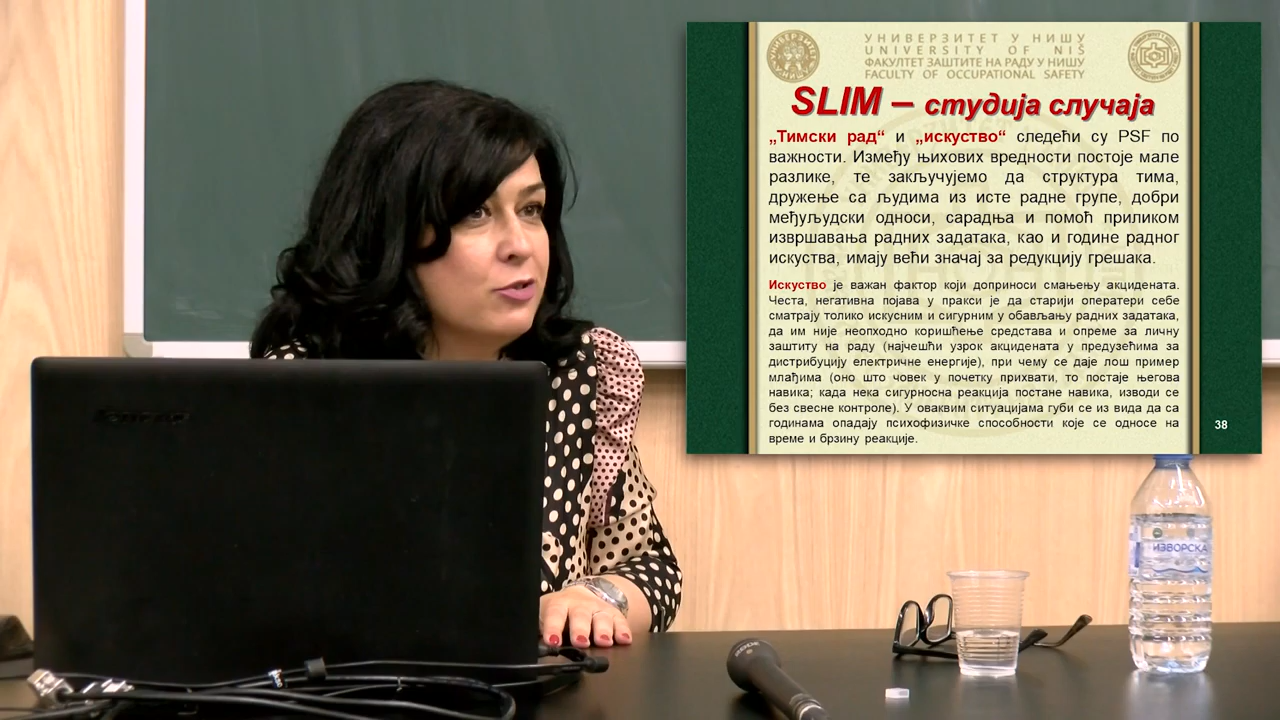 УНИВЕРЗИТЕТ У НИШУ
UNIVERSITY OF NIŠ
ФАКУЛТЕТ ЗАШТИТЕ НА РАДУ У НИШУ
FACULTY OF OCCUPATIONAL SAFETY
SLIM – студија случаја
„Тимски рад“ и „искуство“ следећи су PSF по
важности. Између њихових вредности постоје мале
разлике, те закључујемо да структура тима,
дружење са људима из исте радне групе, добри
међуљудски односи, сарадња и помоћ приликом
извршавања радних задатака, као и године радног
искуства, имају већи значај за редукцију грешака.
Искуство је важан фактор који доприноси смањењу акцидената.
Честа, негативна појава у пракси је да старији оператери себе
сматрају толико искусним и сигурним у обављању радних задатака,
да им није неопходно коришћење средстава и опреме за личну
заштиту на раду (најчешћи узрок акцидената у предузећима за
дистрибуцију електричне енергије), при чему се даје лош пример
млађима (оно што човек у почетку прихвати, то постаје његова
навика; када нека сигурносна реакција постане навика, изводи се
без свесне контроле). У оваквим ситуацијама губи се из вида да са
годинама опадају психофизичке способности које се односе на
време и брзину реакције.
38
ИЗВОРСКА